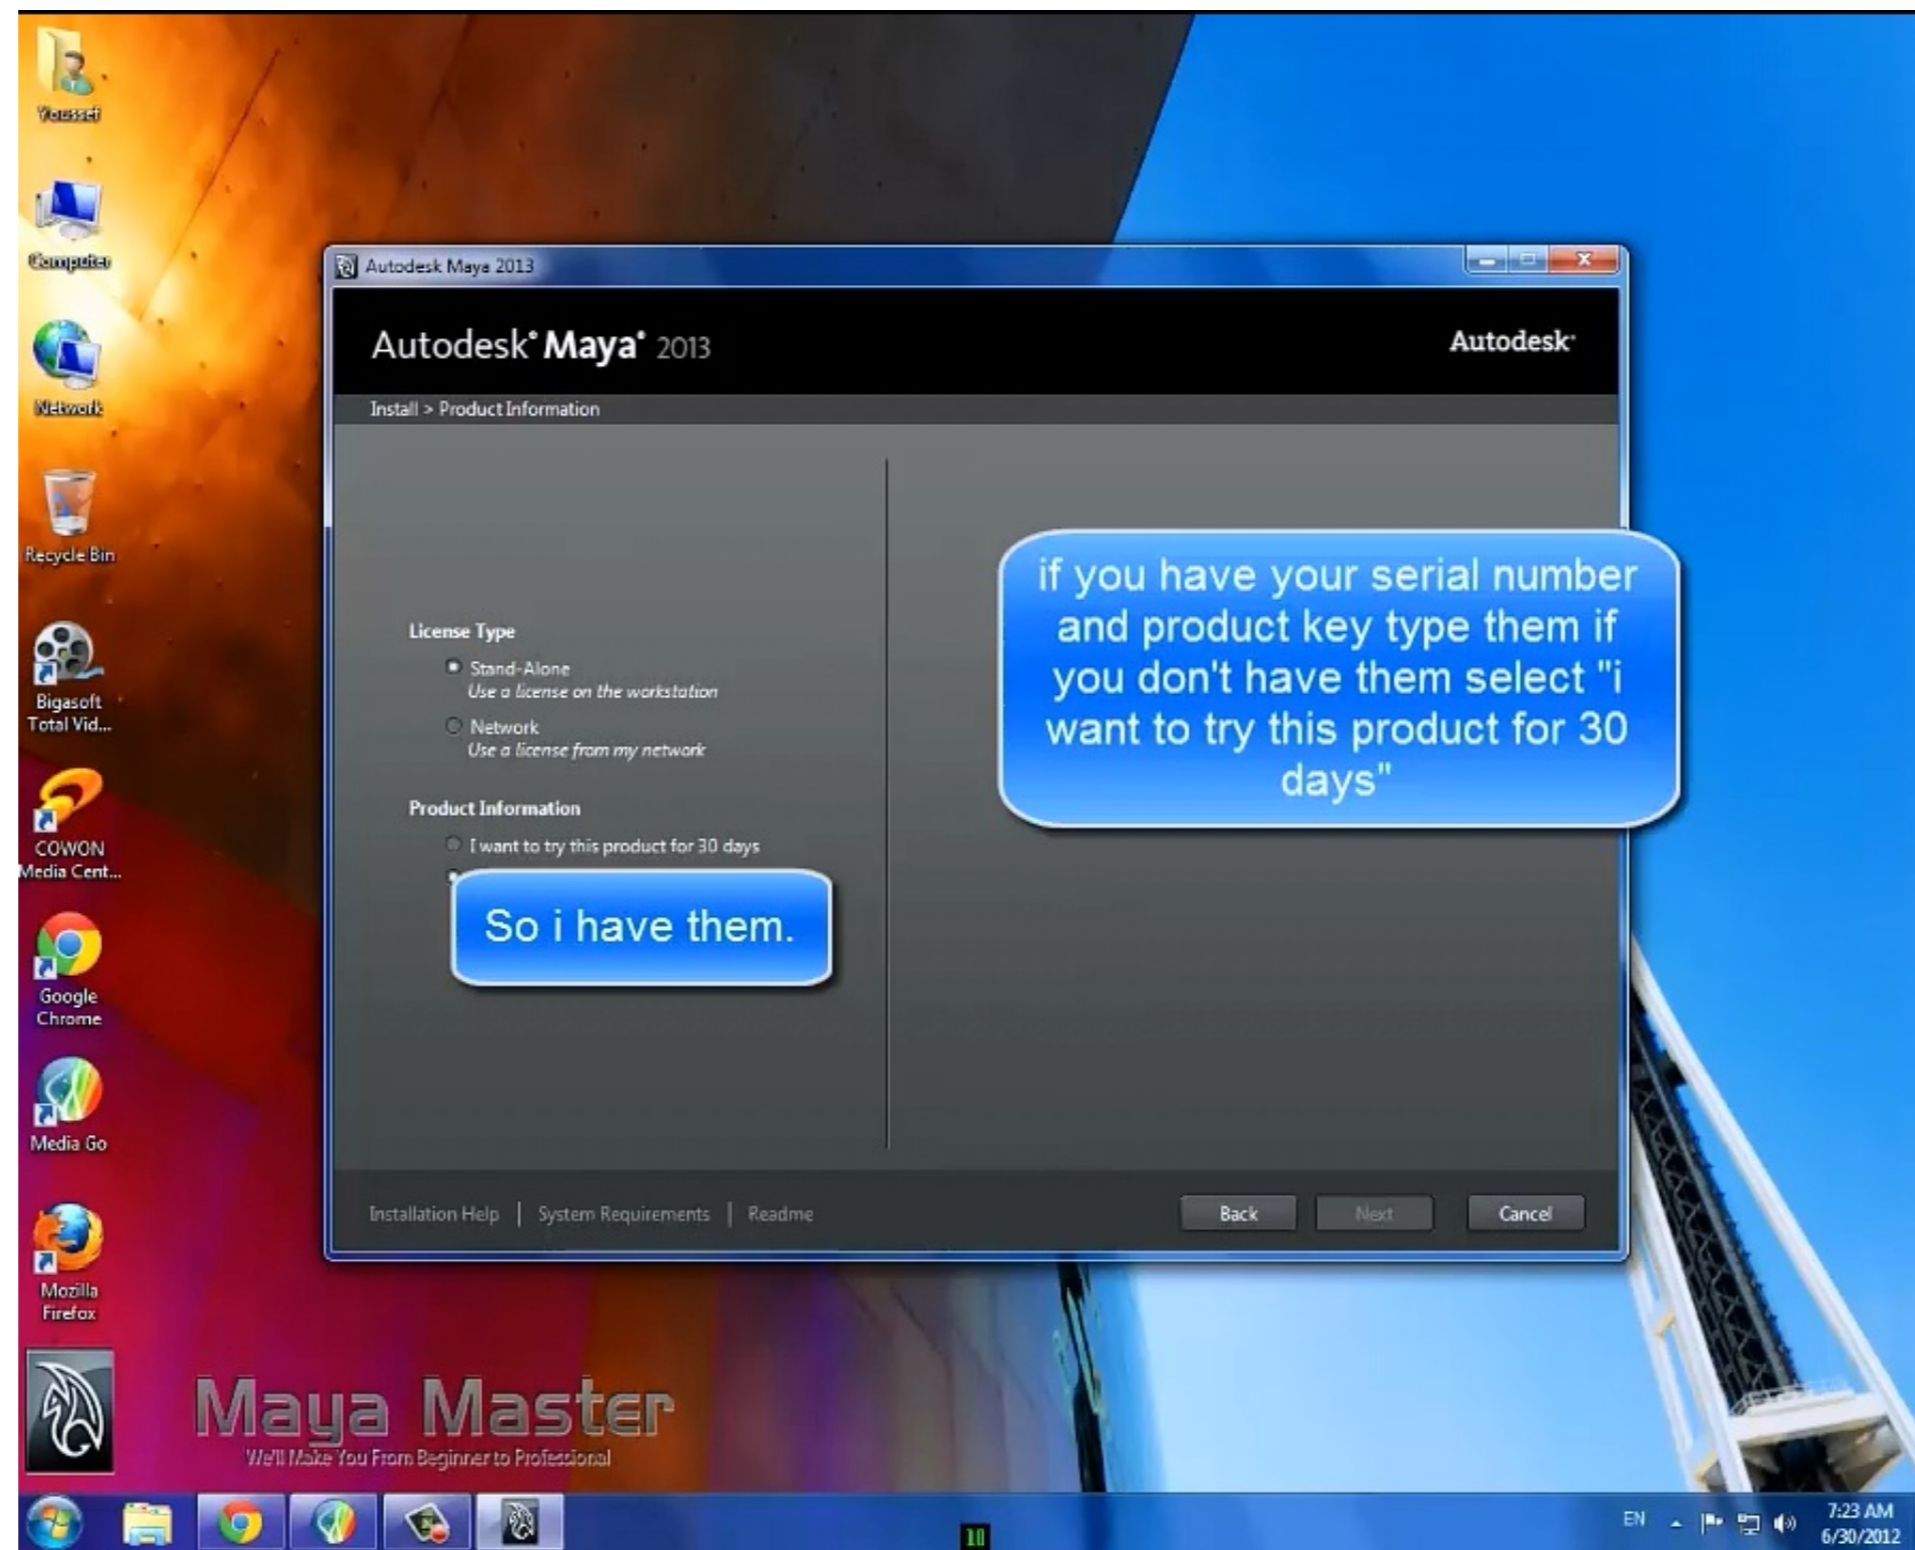 Youssef
Computer
Network
Recycle Bin
Bigasoft
Total Vid...
COWON
Media Cent...
Google
Chrome
Media Go
Mozilla
Firefox
Autodesk Maya 2013
Autodesk® Maya® 2013
Autodesk®
Install > Product Information
License Type
Stand-Alone
Use a license on the workstation
Network
Use a license from my network
Product Information
I want to try this product for 30 days
So i have them.
if you have your serial number
and product key type them if
you don't have them select "i
want to try this product for 30
days"
Installation Help | System Requirements | Readme
Back
Next
Cancel
Maya Master
We'll Make You From Beginner to Professional
10
EN
7:23 AM
6/30/2012